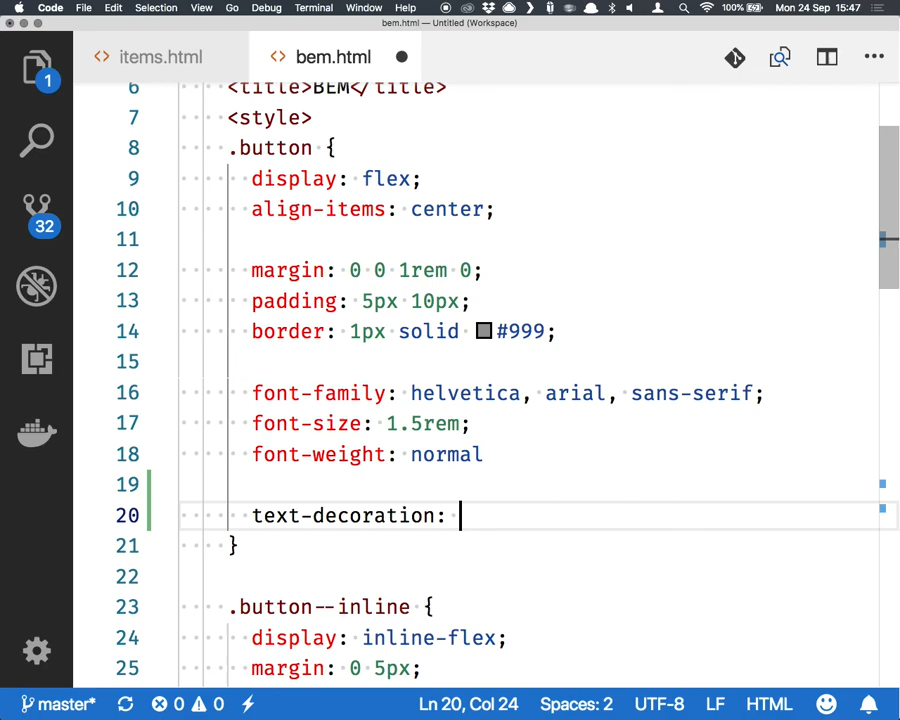 Code File Edit Selection View Go Debug Terminal Window Help 100% Mon 24 Sep 15:47
bem.html — Untitled (Workspace)
items.html bem.html
1
32
6 <title>BEM</title>
7 <style>
8 .button {
9 display: flex;
10 align-items: center;
11
12 margin: 0 0 1rem 0;
13 padding: 5px 10px;
14 border: 1px solid #999;
15
16 font-family: helvetica, arial, sans-serif;
17 font-size: 1.5rem;
18 font-weight: normal
19
20 text-decoration:
21 }
22
23 .button--inline {
24 display: inline-flex;
25 margin: 0 5px;
master* 0 0 Ln 20, Col 24 Spaces: 2 UTF-8 LF HTML